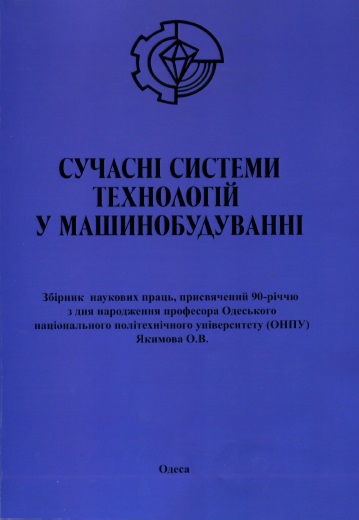 СУЧАСНІ СИСТЕМИ
ТЕХНОЛОГІЙ
У МАШИНОБУДУВАННІ
Збірник наукових праць, присвячений 90-річчю
з дня народження професора Одеського
національного політехнічного університету (ОНПУ)
Якимова О.В.
Одеса